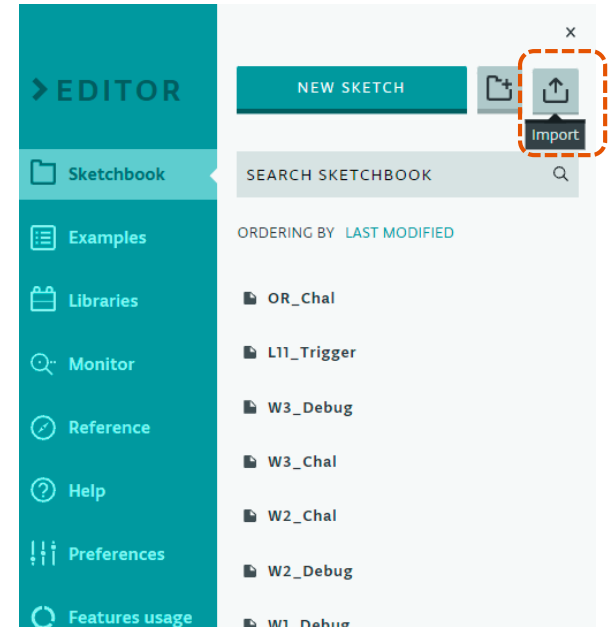 x
EDITOR
NEW SKETCH
Import
Sketchbook
SEARCH SKETCHBOOK
Examples
ORDERING BY LAST MODIFIED
Libraries
OR_Chal
L11_Trigger
Monitor
W3_Debug
Reference
W3_Chal
Help
W2_Chal
Preferences
W2_Debug
Features usage
W1_Debug